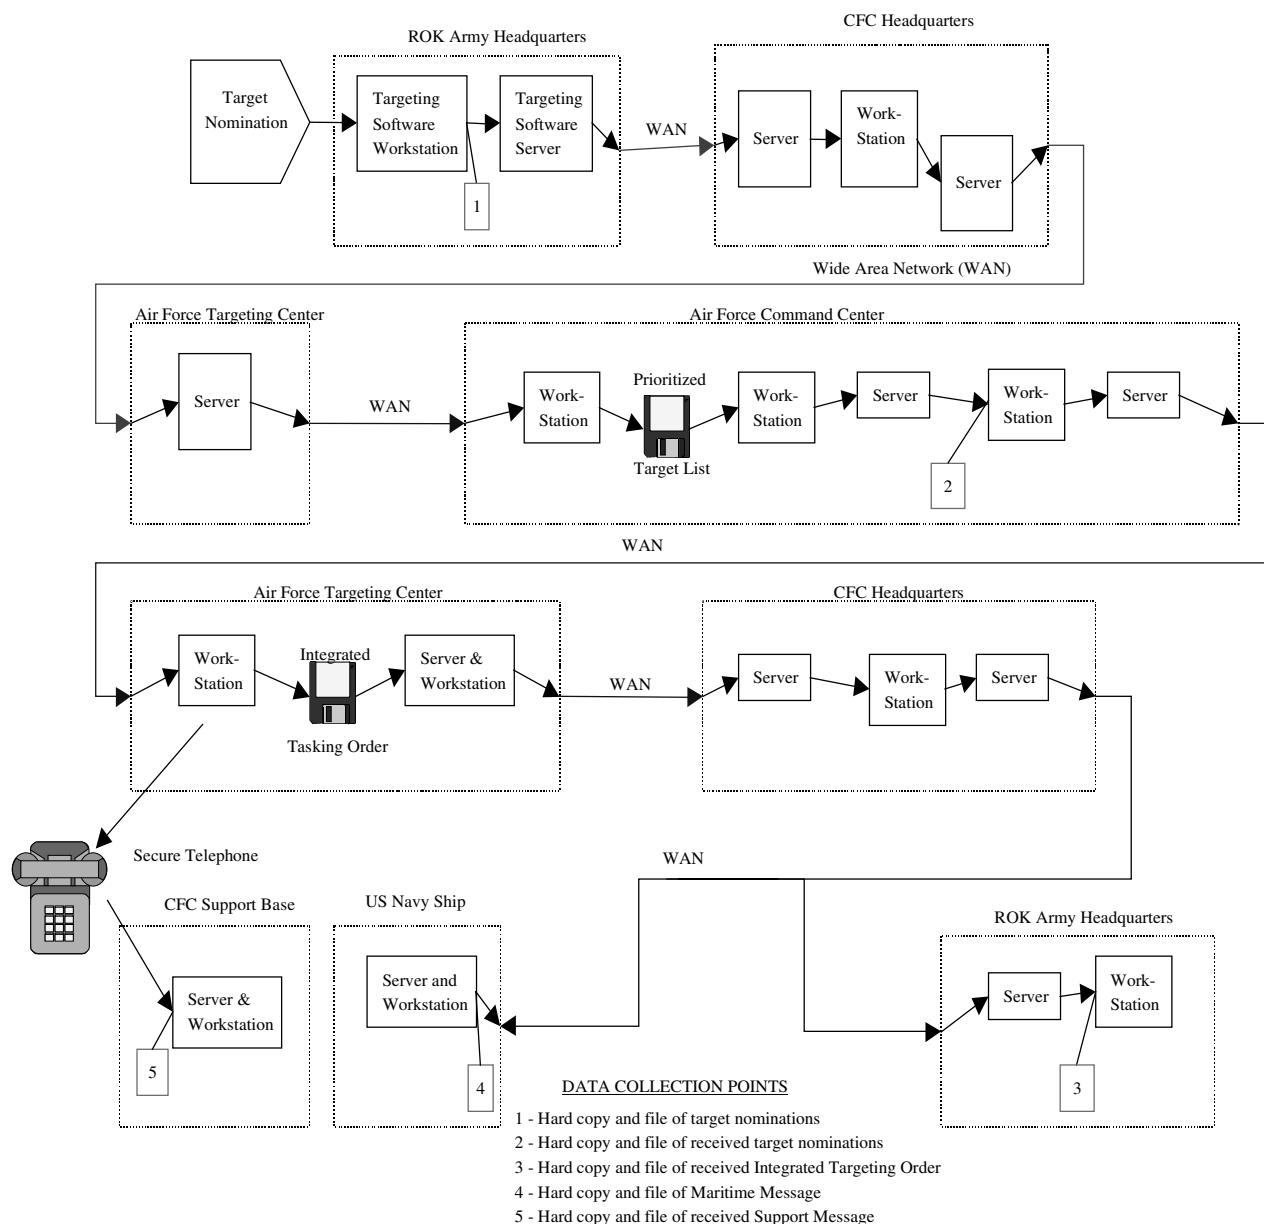 ROK Army Headquarters
CFC Headquarters
Target
Nomination
Targeting
Software
Workstation
Targeting
Software
Server
1
WAN
Server
Work-
Station
Server
Wide Area Network (WAN)
Air Force Targeting Center
Server
WAN
Air Force Command Center
Work-
Station
Prioritized
Target List
Work-
Station
Server
Work-
Station
Server
2
WAN
Air Force Targeting Center
Work-
Station
Integrated
Tasking Order
Server &
Workstation
WAN
CFC Headquarters
Server
Work-
Station
Server
Secure Telephone
WAN
CFC Support Base
Server &
Workstation
5
US Navy Ship
Server and
Workstation
4
ROK Army Headquarters
Server
Work-
Station
3
DATA COLLECTION POINTS
1 - Hard copy and file of target nominations
2 - Hard copy and file of received target nominations
3 - Hard copy and file of received Integrated Targeting Order
4 - Hard copy and file of Maritime Message
5 - Hard copy and file of received Support Message